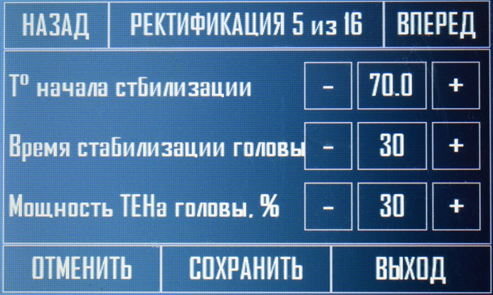 НАЗАД РЕКТИФИКАЦИЯ 5 из 16 ВПЕРЕД
Tº начала стбилизации - 70.0 +
Время стабилизации головы - 30 +
Мощность ТЕНа головы, % - 30 +
ОТМЕНИТЬ СОХРАНИТЬ ВЫХОД